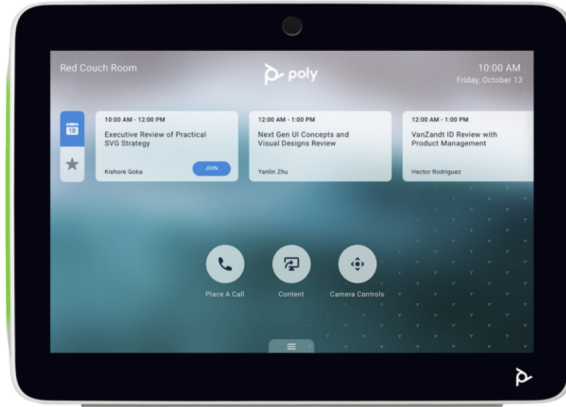 Red Couch Room
poly
10:00 AM
Friday, October 13
10
10:00 AM - 12:00 PM
Executive Review of Practical
SVG Strategy
Kishore Goka
JOIN
12:00 AM - 1:00 PM
Next Gen UI Concepts and
Visual Designs Review
Yanlin Zhu
12:00 AM - 1:00 PM
VanZandt ID Review with
Product Management
Hector Rodriguez
Place A Call
Content
Camera Controls